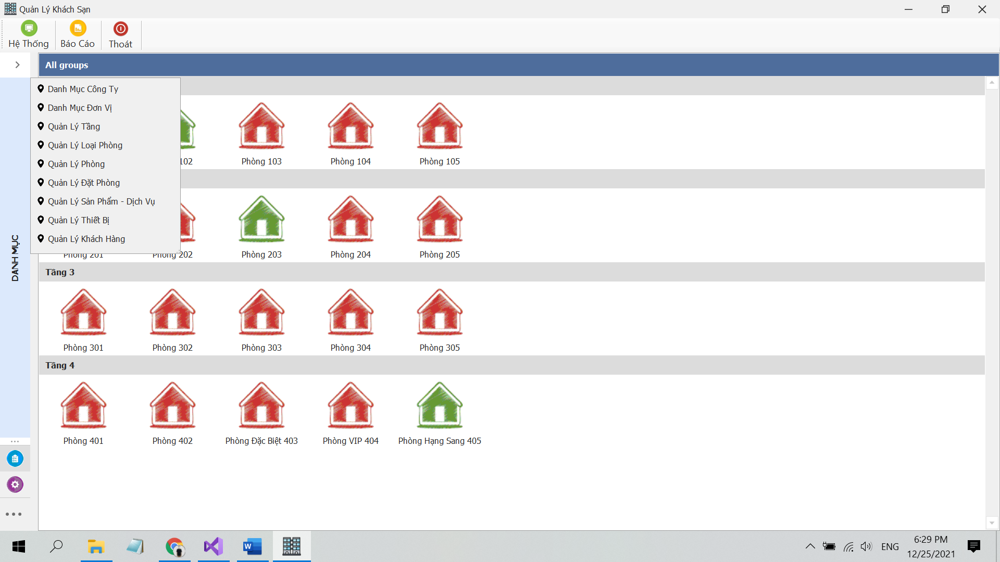 Quản Lý Khách Sạn
Hệ Thống
Báo Cáo
Thoát
All groups
Danh Mục Công Ty
Danh Mục Đơn Vị
Quản Lý Tầng
Quản Lý Loại Phòng
Quản Lý Phòng
Quản Lý Đặt Phòng
Quản Lý Sản Phẩm - Dịch Vụ
Quản Lý Thiết Bị
Quản Lý Khách Hàng
DANH MỤC
102
Phòng 103
Phòng 104
Phòng 105
Phòng 201
Phòng 202
Phòng 203
Phòng 204
Phòng 205
Tầng 3
Phòng 301
Phòng 302
Phòng 303
Phòng 304
Phòng 305
Tầng 4
Phòng 401
Phòng 402
Phòng Đặc Biệt 403
Phòng VIP 404
Phòng Hạng Sang 405
W
ENG
6:29 PM
12/25/2021